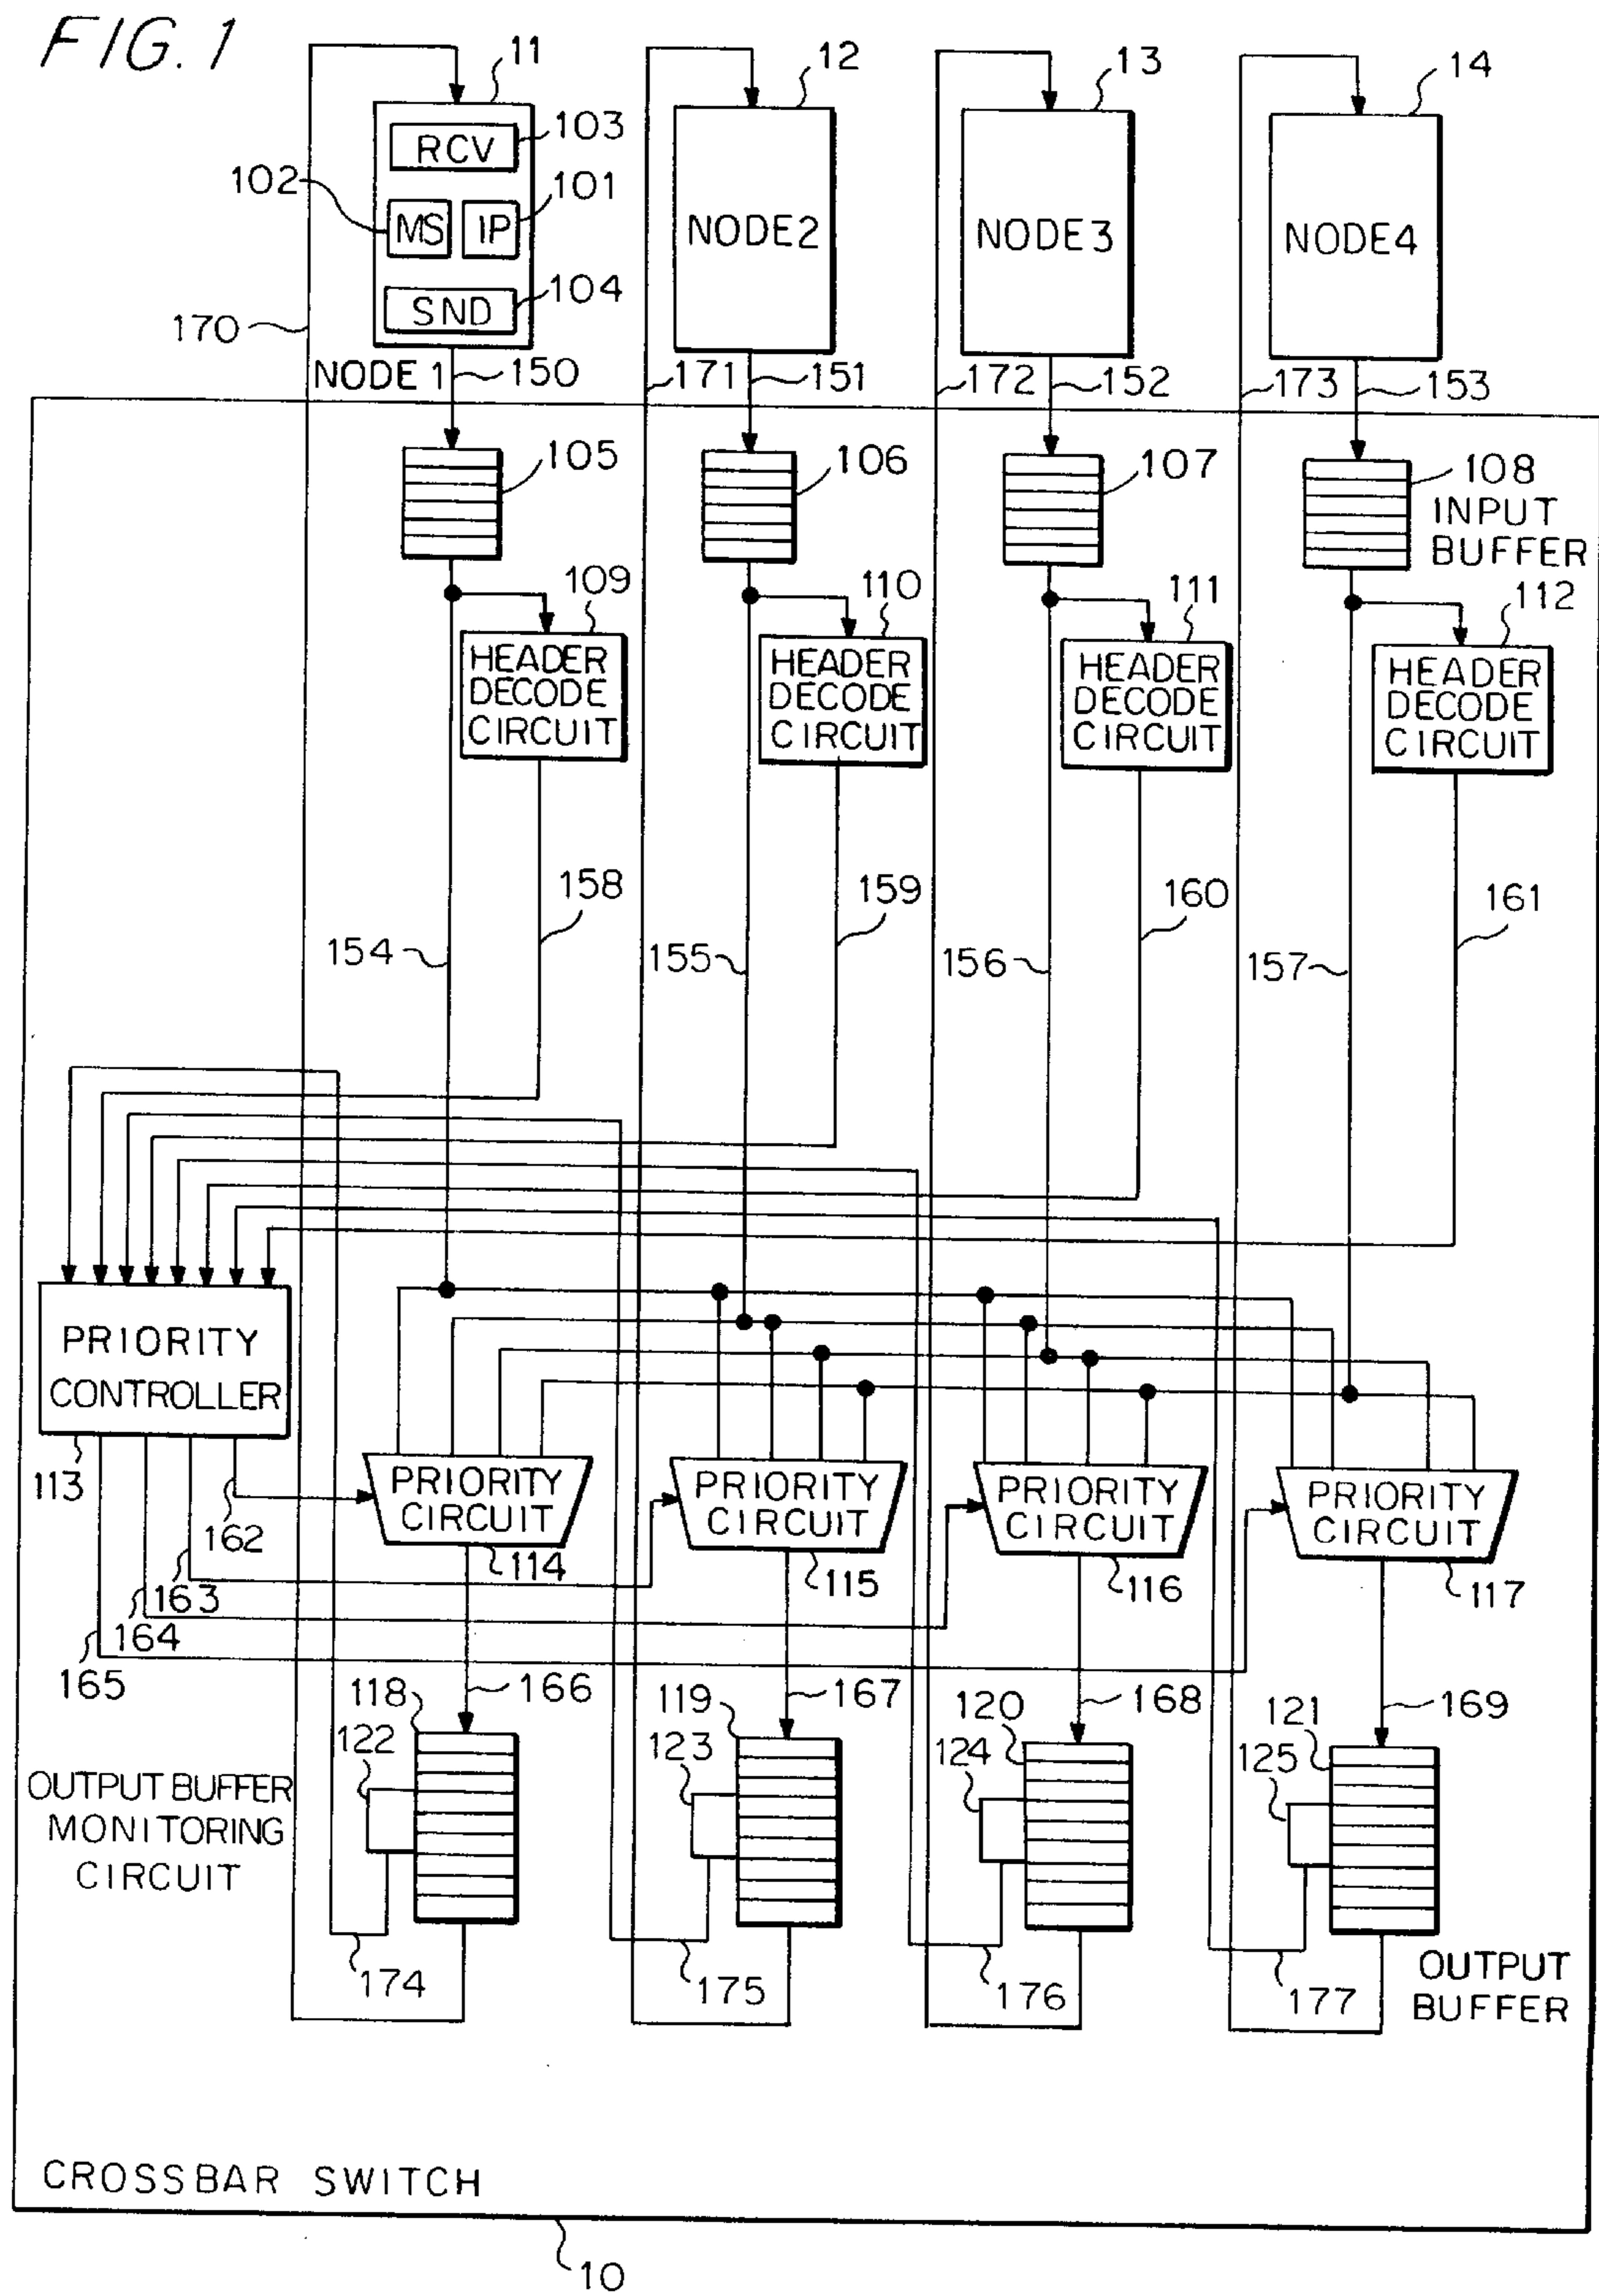 FIG. 1
11
12
13
14
RCV
103
102
101
MS
IP
NODE2
NODE3
NODE4
SND
104
170
NODE 1
150
171
151
172
152
173
153
105
106
107
108
INPUT
BUFFER
109
110
111
112
HEADER
DECODE
CIRCUIT
HEADER
DECODE
CIRCUIT
HEADER
DECODE
CIRCUIT
HEADER
DECODE
CIRCUIT
158
159
160
161
154
155
156
157
PRIORITY
CONTROLLER
113
PRIORITY
CIRCUIT
PRIORITY
CIRCUIT
PRIORITY
CIRCUIT
PRIORITY
CIRCUIT
162
114
115
116
117
163
164
165
166
167
168
169
118
119
120
121
122
123
124
125
OUTPUT BUFFER
MONITORING
CIRCUIT
174
175
176
177
OUTPUT
BUFFER
CROSSBAR SWITCH
10